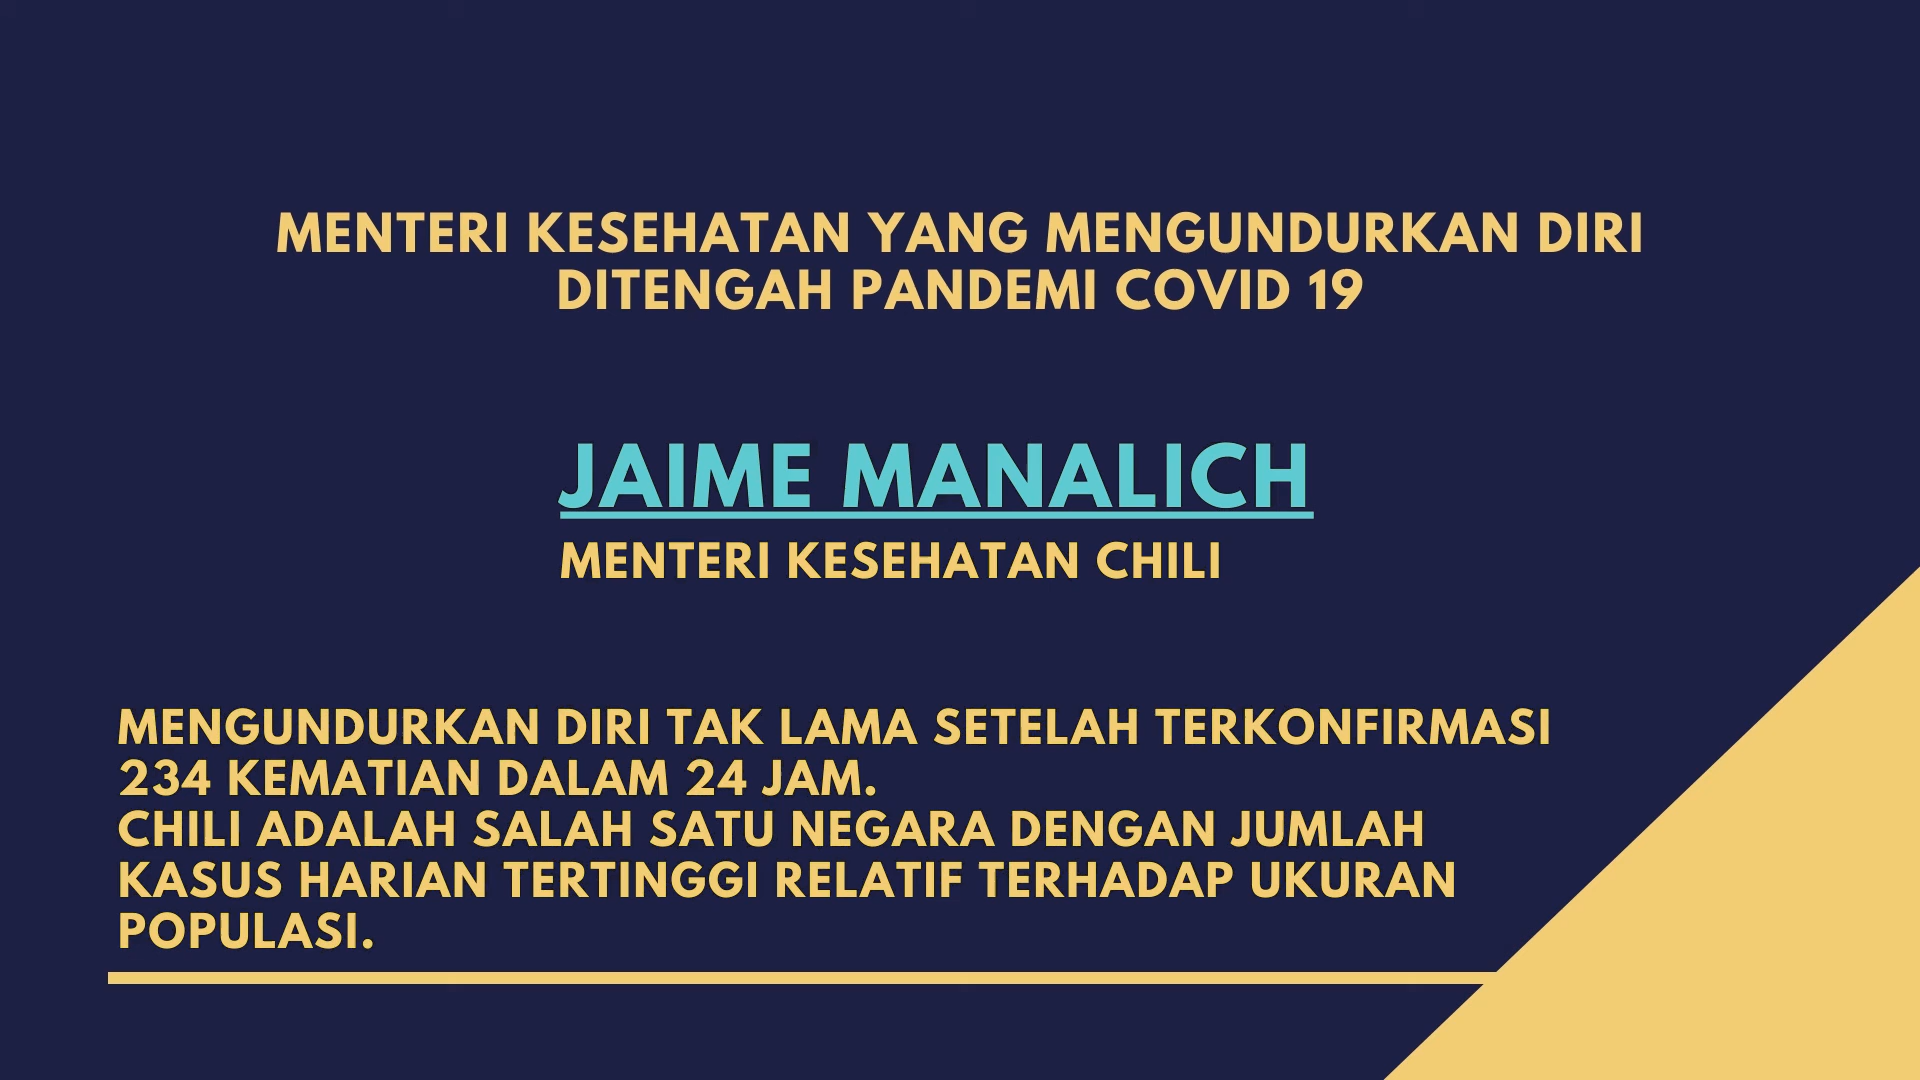 MENTERI KESEHATAN YANG MENGUNDURKAN DIRI
DITENGAH PANDEMI COVID 19
JAIME MANALICH
MENTERI KESEHATAN CHILI
MENGUNDURKAN DIRI TAK LAMA SETELAH TERKONFIRMASI
234 KEMATIAN DALAM 24 JAM.
CHILI ADALAH SALAH SATU NEGARA DENGAN JUMLAH
KASUS HARIAN TERTINGGI RELATIF TERHADAP UKURAN
POPULASI.